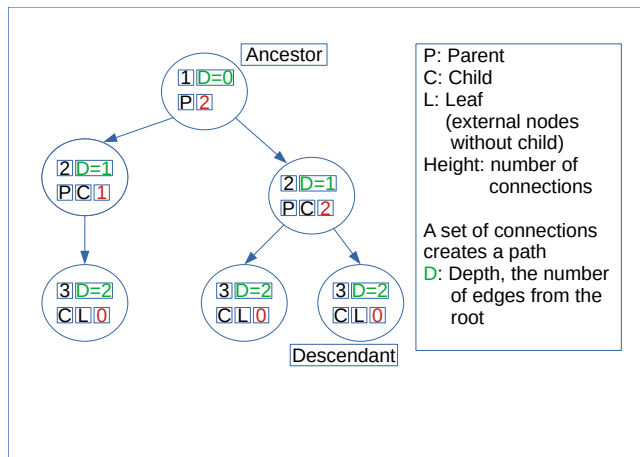 Ancestor
1 D=0
P 2
2 D=1
P C 1
2 D=1
P C 2
3 D=2
C L 0
3 D=2
C L 0
3 D=2
C L 0
Descendant
P: Parent
C: Child
L: Leaf
(external nodes
without child)
Height: number of
connections
A set of connections
creates a path
D: Depth, the number
of edges from the
root